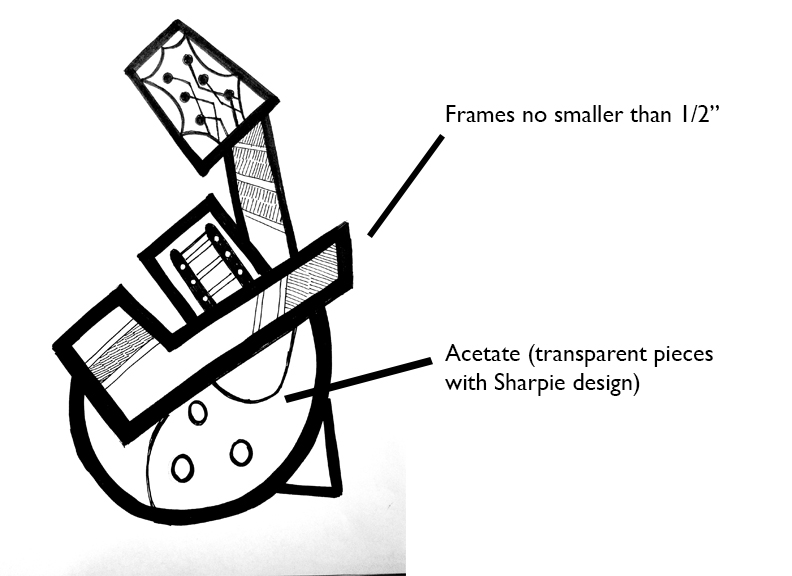 Frames no smaller than 1/2”
Acetate (transparent pieces
with Sharpie design)